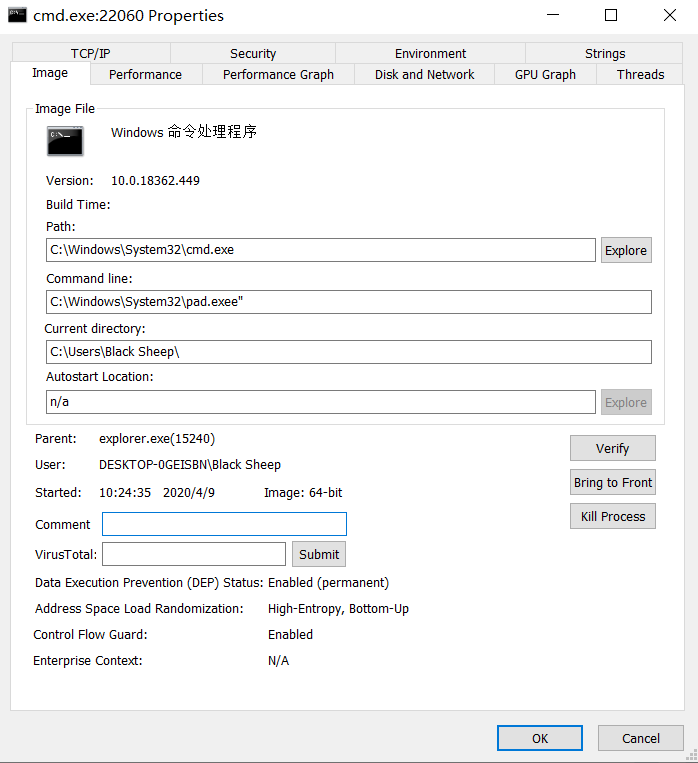 cmd.exe:22060 Properties
TCP/IP Security Environment Strings
Image Performance Performance Graph Disk and Network GPU Graph Threads
Image File
Windows 命令处理程序
Version: 10.0.18362.449
Build Time:
Path:
C:\Windows\System32\cmd.exe Explore
Command line:
C:\Windows\System32\pad.exee"
Current directory:
C:\Users\Black Sheep\
Autostart Location:
n/a Explore
Parent: explorer.exe(15240)
Verify
User: DESKTOP-0GEISBN\Black Sheep
Bring to Front
Started: 10:24:35 2020/4/9 Image: 64-bit
Kill Process
Comment
VirusTotal: Submit
Data Execution Prevention (DEP) Status: Enabled (permanent)
Address Space Load Randomization: High-Entropy, Bottom-Up
Control Flow Guard: Enabled
Enterprise Context: N/A
OK Cancel